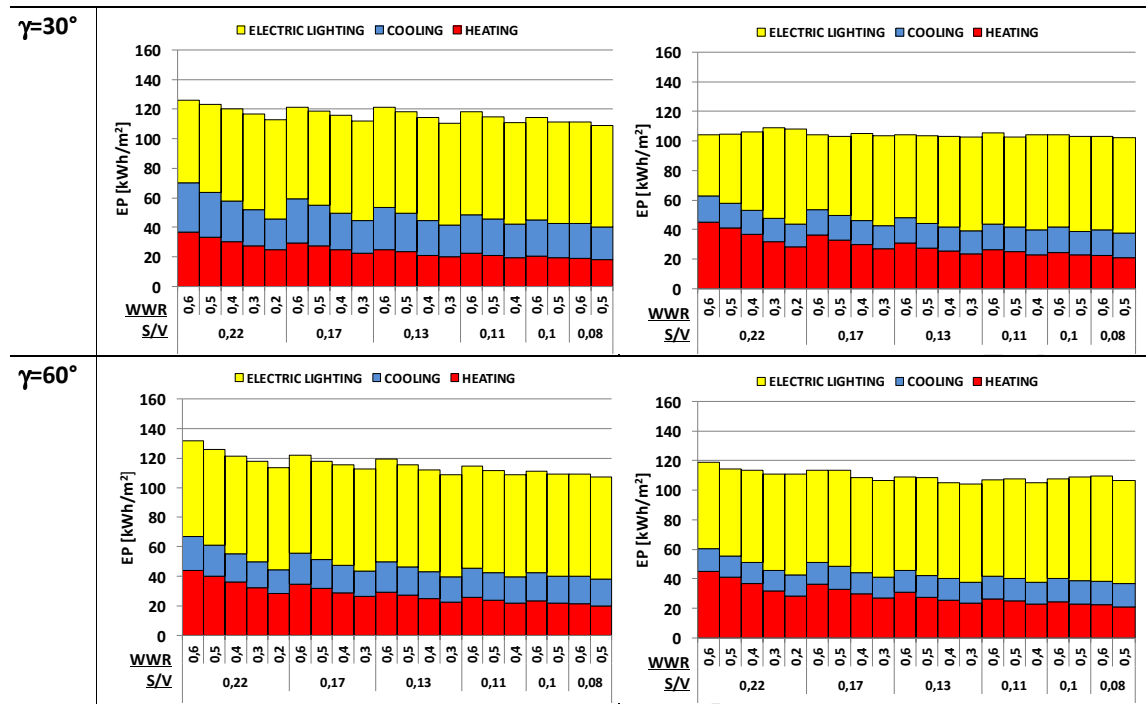 γ=30°
ELECTRIC LIGHTING COOLING HEATING
160
140
120
100
80
60
40
20
0
EP [kWh/m²]
WWR 0,6 0,5 0,4 0,3 0,2 0,6 0,5 0,4 0,3 0,6 0,5 0,4 0,3 0,6 0,5 0,4 0,6 0,5 0,6 0,5
S/V 0,22 0,17 0,13 0,11 0,1 0,08
ELECTRIC LIGHTING COOLING HEATING
160
140
120
100
80
60
40
20
0
EP [kWh/m²]
WWR 0,6 0,5 0,4 0,3 0,2 0,6 0,5 0,4 0,3 0,6 0,5 0,4 0,3 0,6 0,5 0,4 0,6 0,5 0,6 0,5
S/V 0,22 0,17 0,13 0,11 0,1 0,08
γ=60°
ELECTRIC LIGHTING COOLING HEATING
160
140
120
100
80
60
40
20
0
EP [kWh/m²]
WWR 0,6 0,5 0,4 0,3 0,2 0,6 0,5 0,4 0,3 0,6 0,5 0,4 0,3 0,6 0,5 0,4 0,6 0,5 0,6 0,5
S/V 0,22 0,17 0,13 0,11 0,1 0,08
ELECTRIC LIGHTING COOLING HEATING
160
140
120
100
80
60
40
20
0
EP [kWh/m²]
WWR 0,6 0,5 0,4 0,3 0,2 0,6 0,5 0,4 0,3 0,6 0,5 0,4 0,3 0,6 0,5 0,4 0,6 0,5 0,6 0,5
S/V 0,22 0,17 0,13 0,11 0,1 0,08